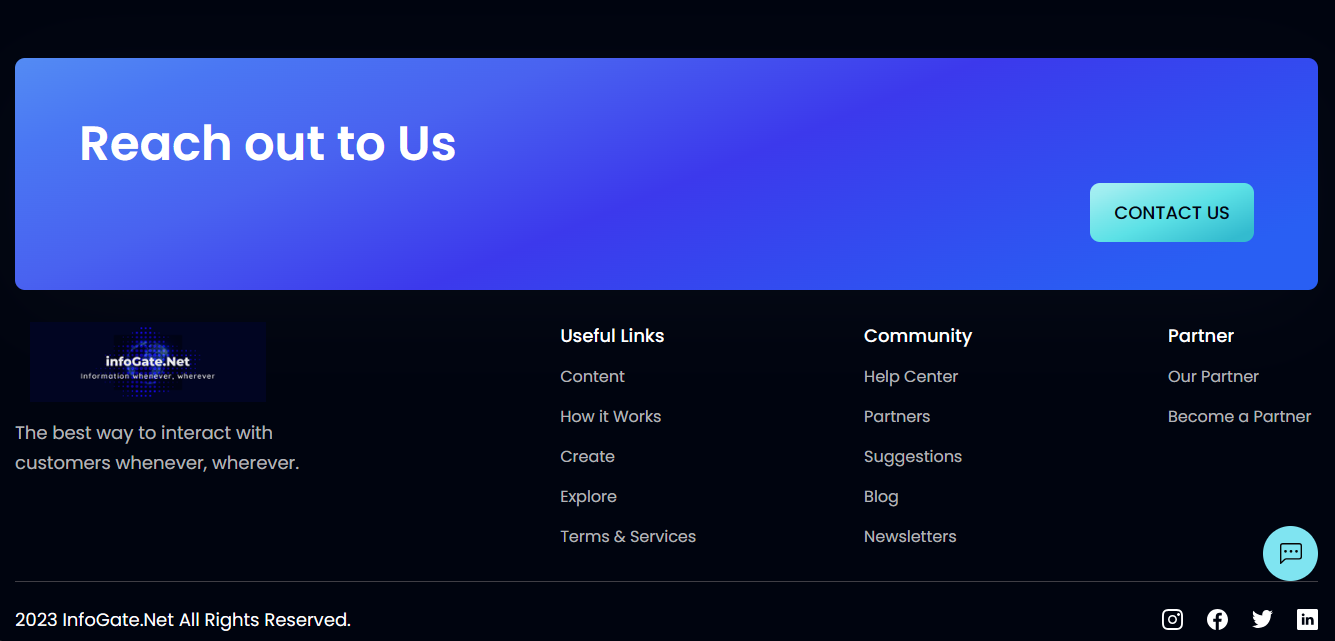 Reach out to Us
CONTACT US
infoGate.Net
Information whenever, wherever
The best way to interact with
customers whenever, wherever.
Useful Links
Content
How it Works
Create
Explore
Terms & Services
Community
Help Center
Partners
Suggestions
Blog
Newsletters
Partner
Our Partner
Become a Partner
2023 InfoGate.Net All Rights Reserved.
in